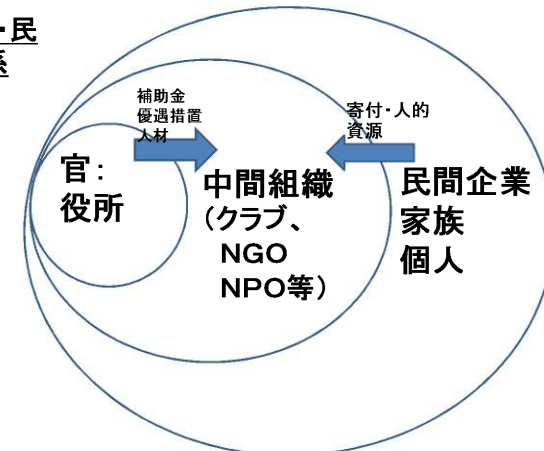 ・民
係
補助金
優遇措置
人材
官：
役所
中間組織
（クラブ、
NGO
NPO等）
寄付・人的
資源
民間企業
家族
個人